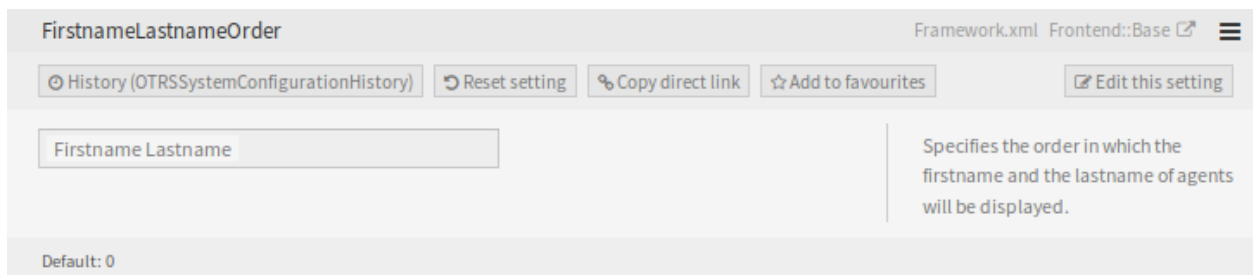 FirstnameLastnameOrder
Framework.xml Frontend::Base
History (OTRSSystemConfigurationHistory) Reset setting Copy direct link Add to favourites Edit this setting
Firstname Lastname
Specifies the order in which the
firstname and the lastname of agents
will be displayed.
Default: 0